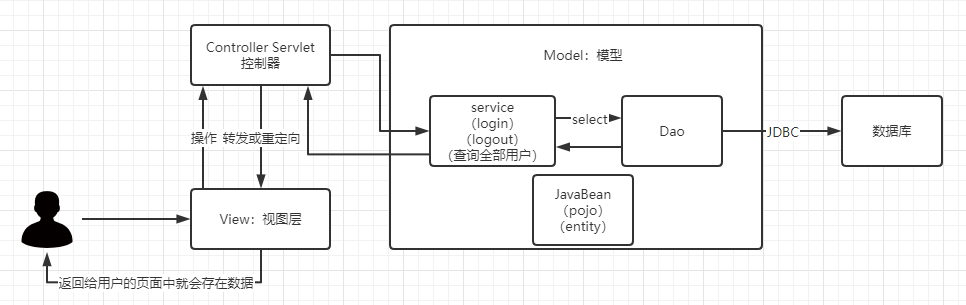 Controller Servlet
控制器
Model：模型
service
（login）
（logout）
（查询全部用户）
select
Dao
JDBC
数据库
操作
转发或重定向
JavaBean
（pojo）
（entity）
View：视图层
返回给用户的页面中就会存在数据